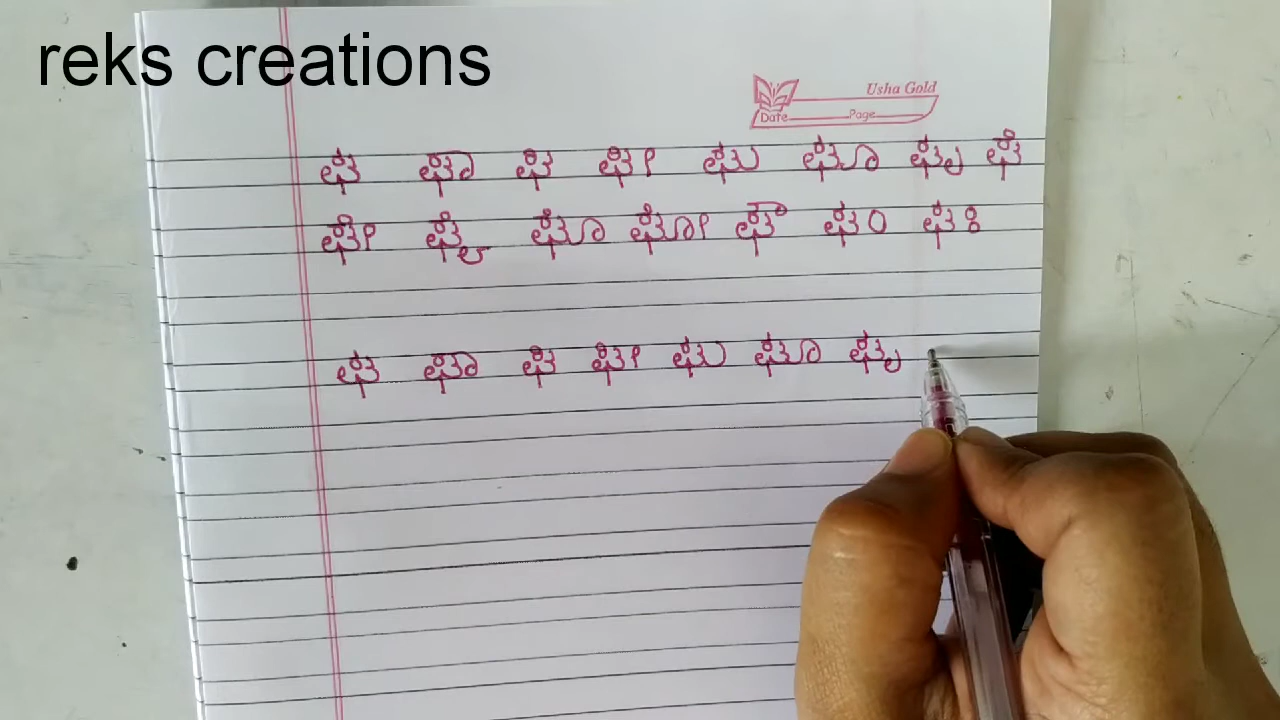 reks creations
Usha Gold
Date Page
ಛ ಛಾ ಛಿ ಛೀ ಛು ಛೂ ಛೃ ಛೆ
ಛೇ ಛೈ ಛೊ ಛೋ ಛೌ ಛಂ ಛಃ
ಛ ಛಾ ಛಿ ಛೀ ಛು ಛೂ ಛೃ